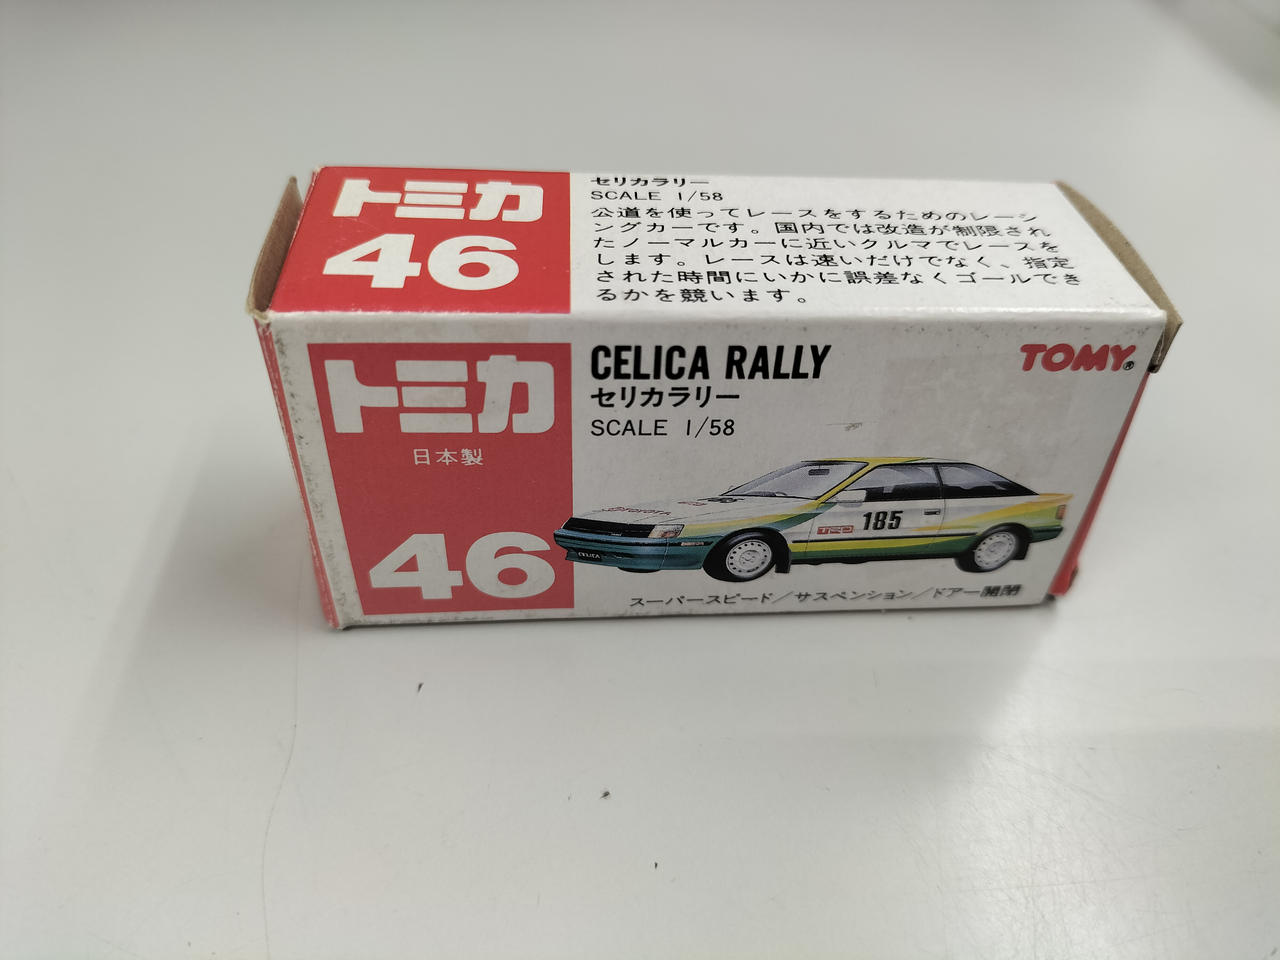 トミカ
46
セリカラリー
SCALE 1/58
公道を使ってレースをするためのレーシ
ングカーです。国内では改造が制限され
たノーマルカーに近いクルマでレースを
します。レースは速いだけでなく、指定
された時間にいかに誤差なくゴールでき
るかを競います。
トミカ
日本製
46
CELICA RALLY
セリカラリー
SCALE 1/58
TOMY®
TOYOTA
CELICA
185
スーパースピード/サスペンション/ドアー開閉